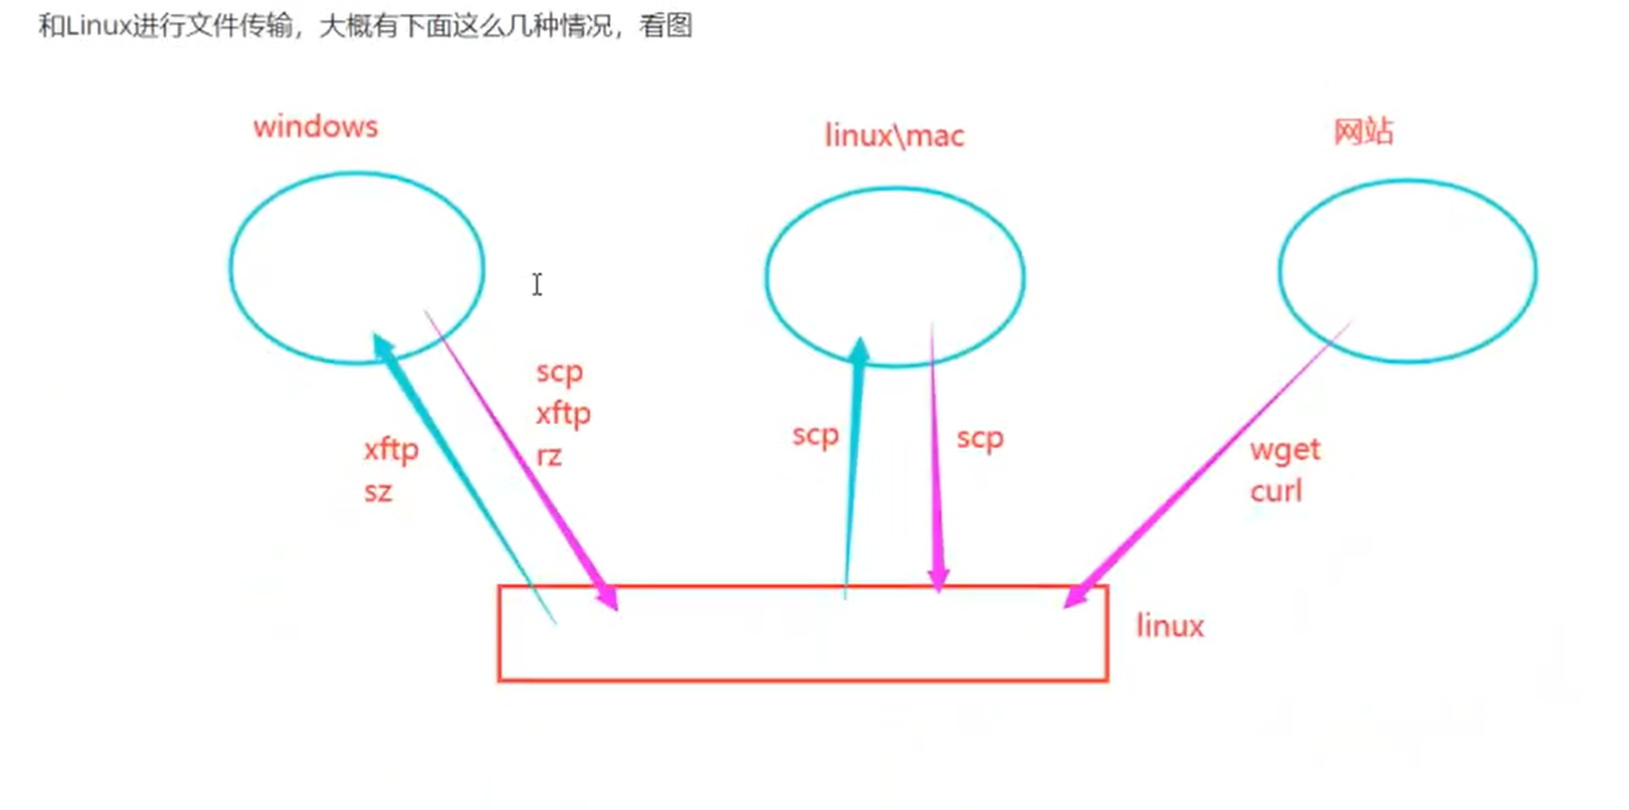 和Linux进行文件传输，大概有下面这么几种情况，看图
windows
linux\mac
网站
scp
xftp
rz
xftp
sz
scp
scp
wget
curl
linux